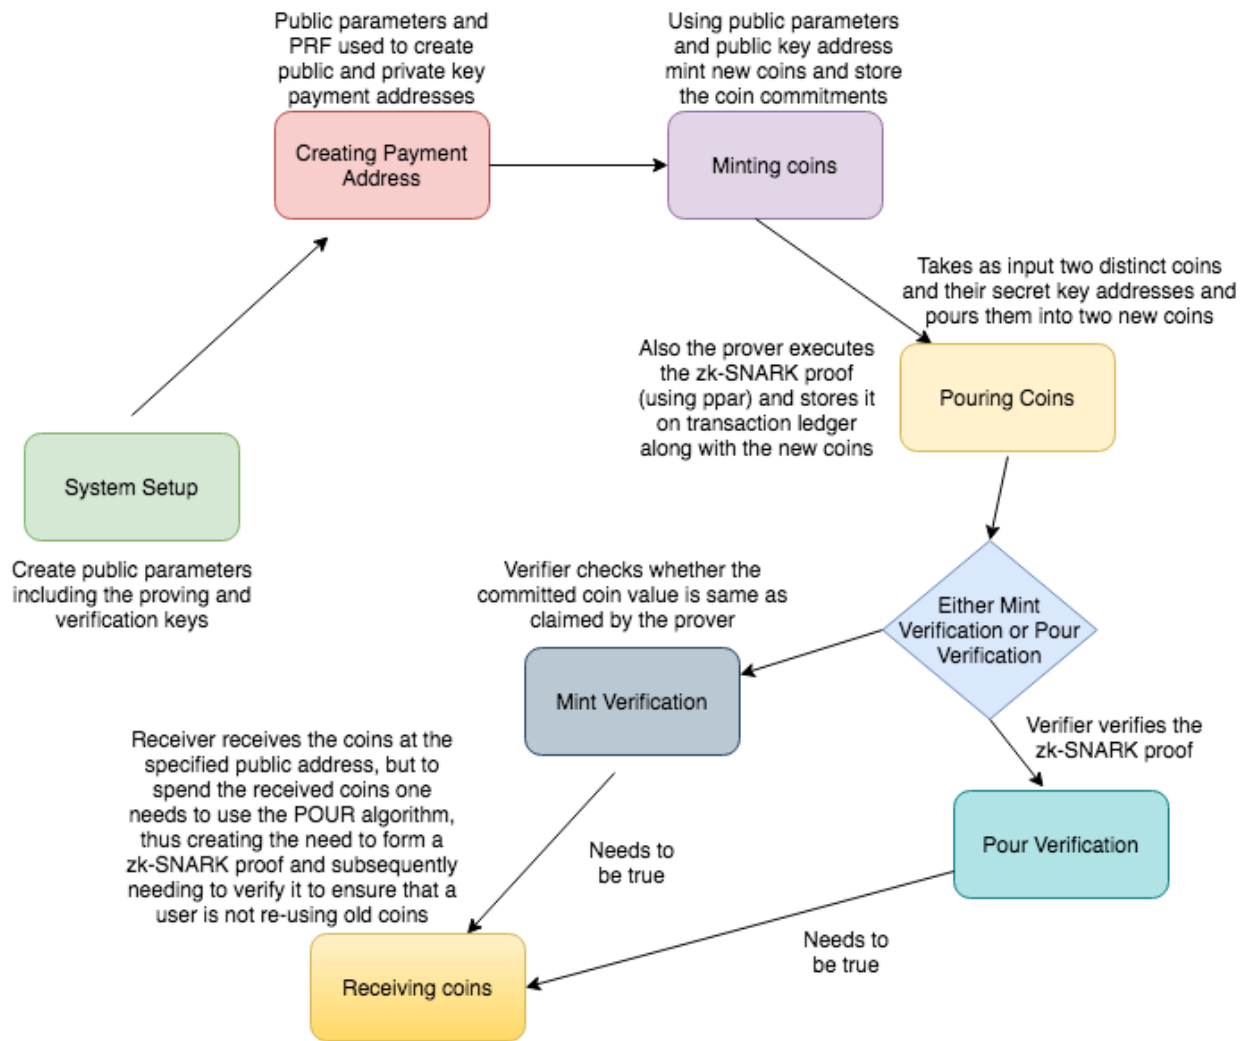 Public parameters and
PRF used to create
public and private key
payment addresses
Creating Payment
Address
Using public parameters
and public key address
mint new coins and store
the coin commitments
Minting coins
Takes as input two distinct coins
and their secret key addresses and
pours them into two new coins
Also the prover executes
the zk-SNARK proof
(using ppar) and stores it
on transaction ledger
along with the new coins
Pouring Coins
System Setup
Create public parameters
including the proving and
verification keys
Verifier checks whether the
committed coin value is same as
claimed by the prover
Either Mint
Verification or Pour
Verification
Mint Verification
Verifier verifies the
zk-SNARK proof
Receiver receives the coins at the
specified public address, but to
spend the received coins one
needs to use the POUR algorithm,
thus creating the need to form a
zk-SNARK proof and subsequently
needing to verify it to ensure that a
user is not re-using old coins
Needs to
be true
Pour Verification
Needs to
be true
Receiving coins